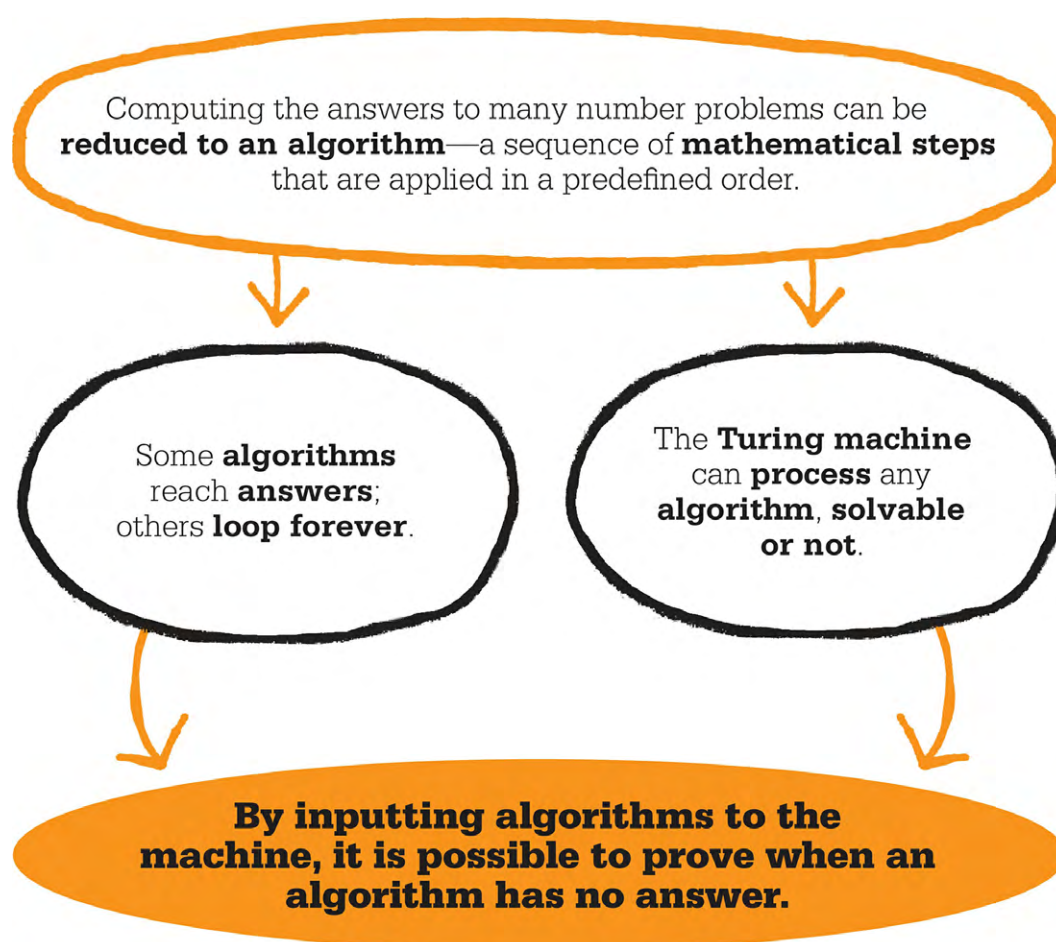 Computing the answers to many number problems can be
reduced to an algorithm—a sequence of mathematical steps
that are applied in a predefined order.
Some algorithms
reach answers;
others loop forever.
The Turing machine
can process any
algorithm, solvable
or not.
By inputting algorithms to the
machine, it is possible to prove when an
algorithm has no answer.